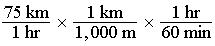 75 km / 1 hr × 1 km / 1,000 m × 1 hr / 60 min